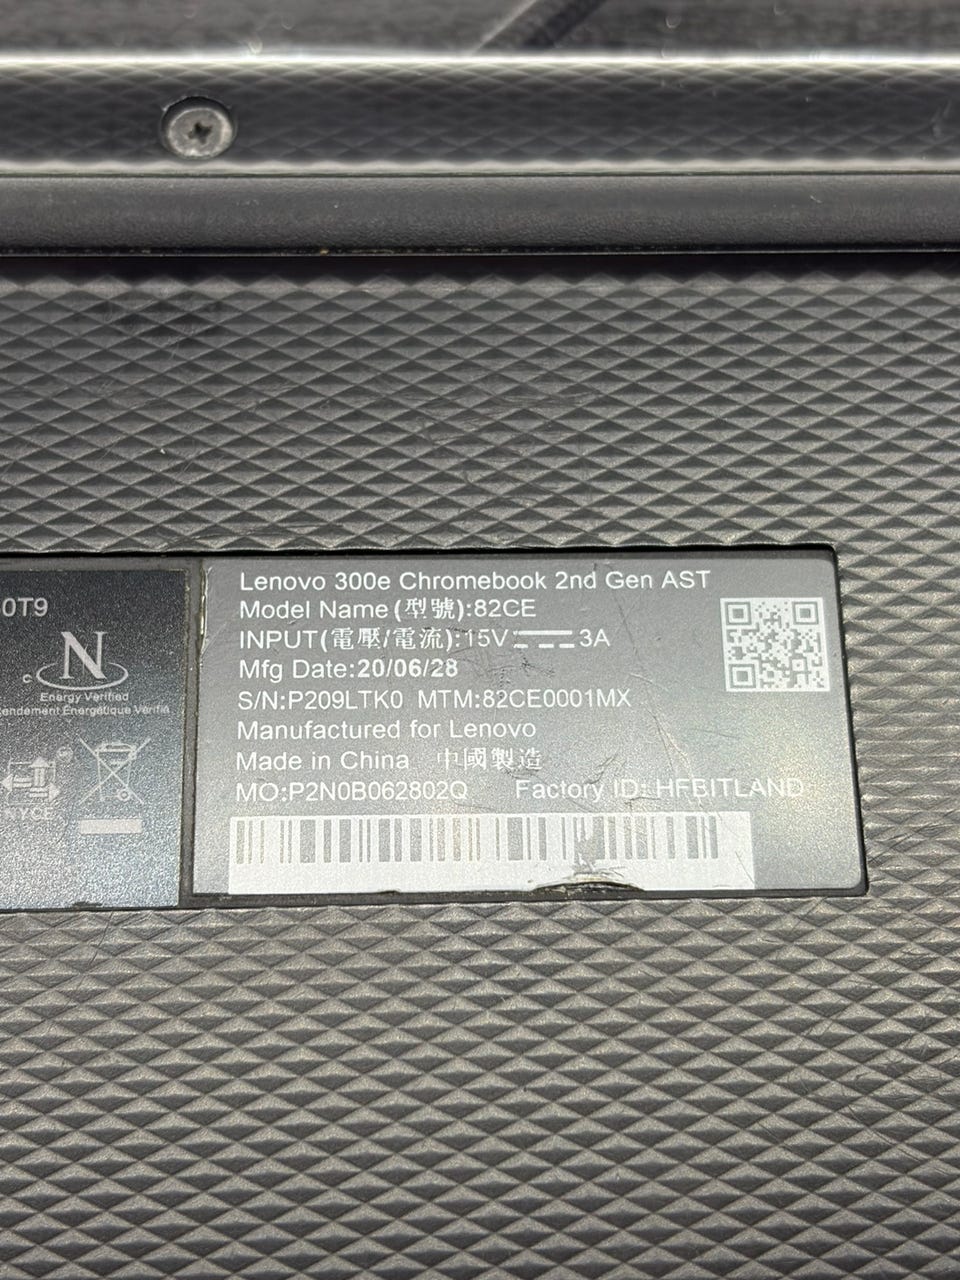 0T9
N
c
Energy Verified
endement Énergétique Vérifié
NYCE
Lenovo 300e Chromebook 2nd Gen AST
Model Name(型號):82CE
INPUT(電壓/電流):15V⎓3A
Mfg Date:20/06/28
S/N:P209LTK0 MTM:82CE0001MX
Manufactured for Lenovo
Made in China 中國製造
MO:P2N0B062802Q Factory ID: HFBITLAND